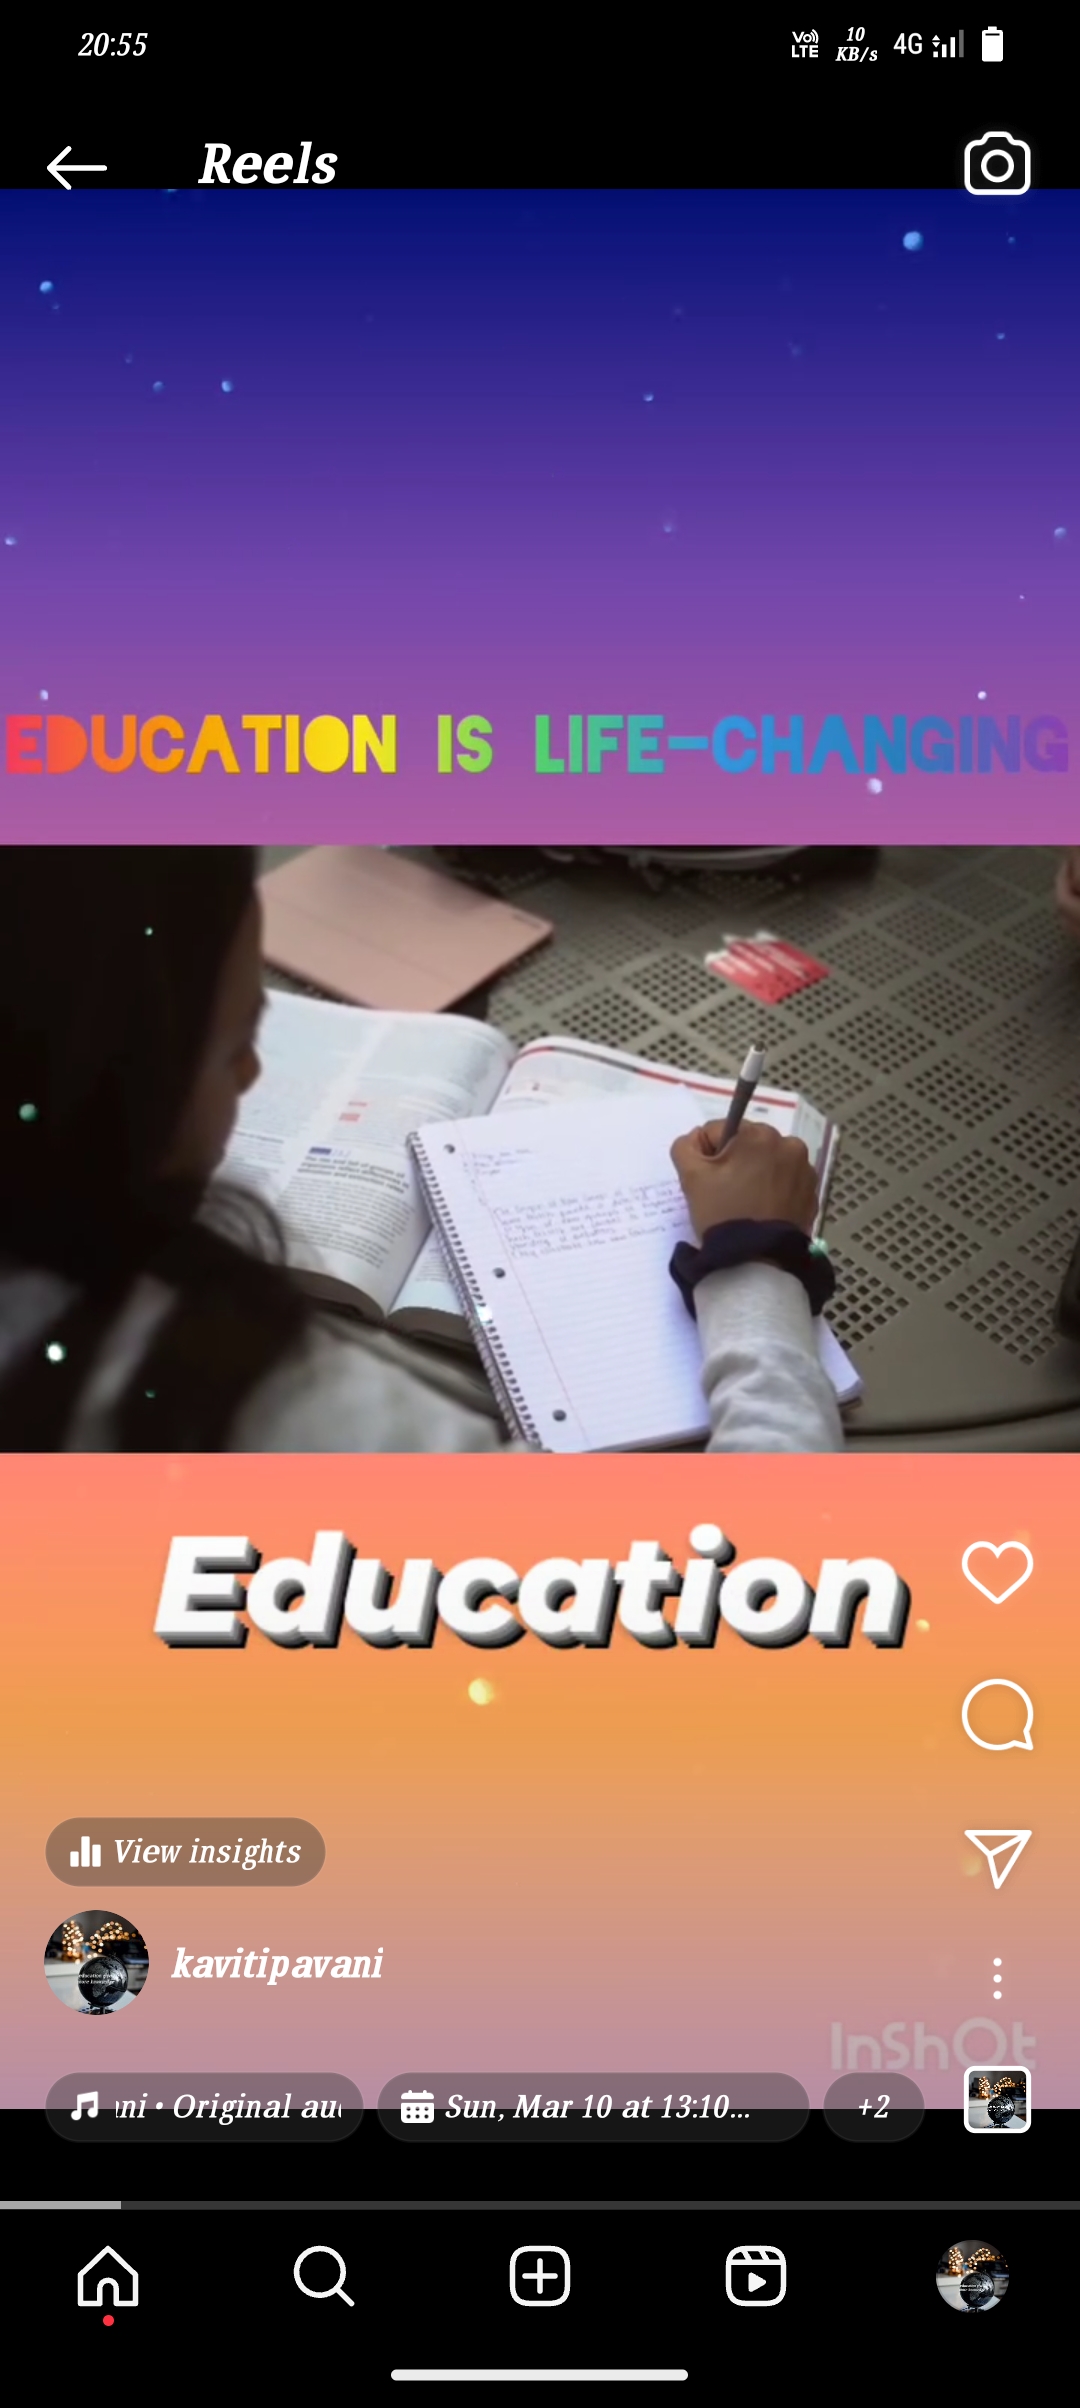 20:55
Vo) LTE
10 KB/s
4G
Reels
EDUCATION IS LIFE-CHANGING
Education
View insights
kavitipavani
InShOt
ni • Original au
Sun, Mar 10 at 13:10...
+2